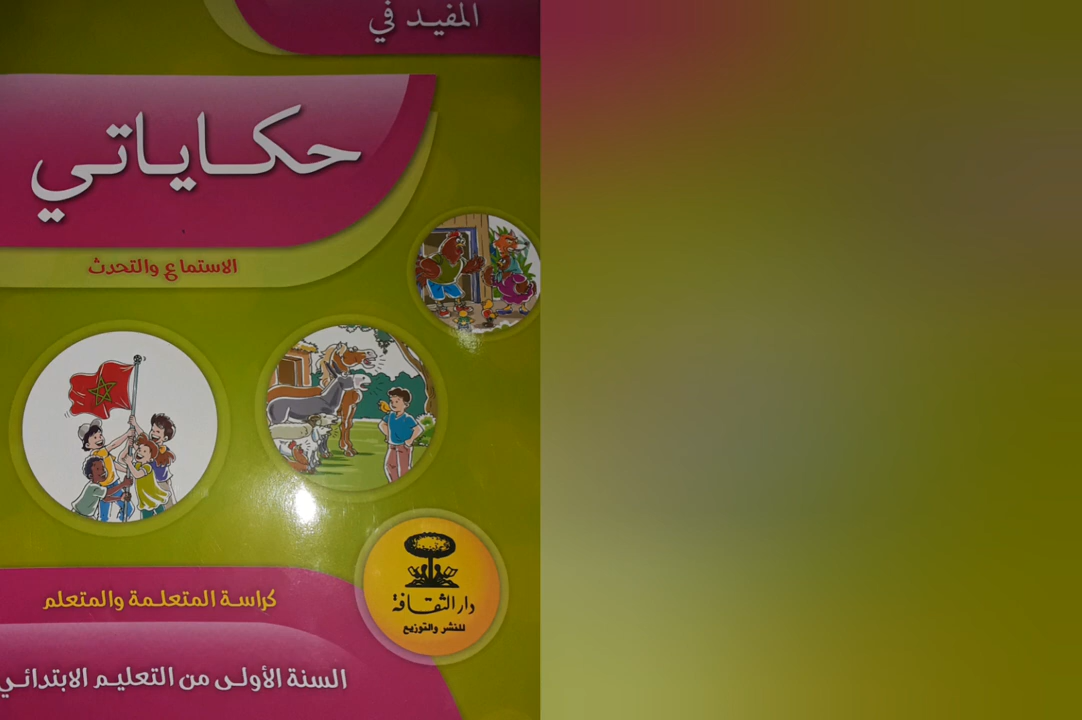 المفيد في
حكاياتي
الاستماع والتحدث
دار الثقافة
للنشر والتوزيع
كراسة المتعلمة والمتعلم
السنة الأولى من التعليم الابتدائي